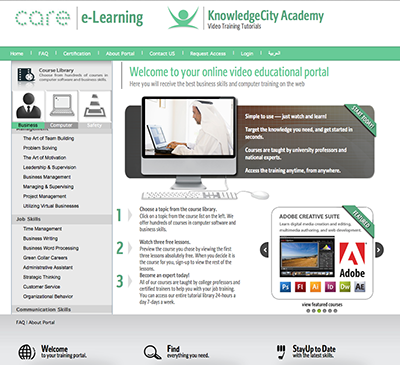 care e-Learning
KnowledgeCity Academy
Video Training Tutorials
Home FAQ Certification About Portal Contact US Request Access Login العربية
Course Library
Choose from hundreds of courses in
computer software and business skills.
Business Computer Safety
Management
The Art of Team Building
Problem Solving
The Art of Motivation
Leadership & Supervision
Business Management
Managing & Supervising
Project Management
Utilizing Virtual Businesses
Job Skills
Time Management
Business Writing
Business Word Processing
Green Collar Careers
Administrative Assistant
Strategic Thinking
Customer Service
Organizational Behavior
Communication Skills
Welcome to your online video educational portal
Here you will receive the best business skills and computer training on the web
START RIGHT
Simple to use — just watch and learn!
Target the knowledge you need, and get started in
seconds.
Courses are taught by university professors and
national experts.
Access the training anytime, from anywhere.
1 Choose a topic from the course library.
Click on a topic from the course list on the left. We
offer hundreds of courses in computer software and
business skills.
2 Watch three free lessons.
Preview the course you chose by viewing the first
three lessons absolutely free. When you decide it is
the course for you, sign-up to view the rest of the
lessons.
3 Become an expert today!
All of our courses are taught by college professors and
certified trainers to help you with your job training.
You can access our entire tutorial library 24-hours a
day 7-days a week.
FEATURED
ADOBE CREATIVE SUITE
Learn digital media creation and editing,
multimedia authoring, and web development.
Adobe
Ps Fl Ai Dw Id
view featured courses
FAQ | About Portal
Welcome
to your training portal.
Find
everything you need.
StayUp to Date
with the latest skills.